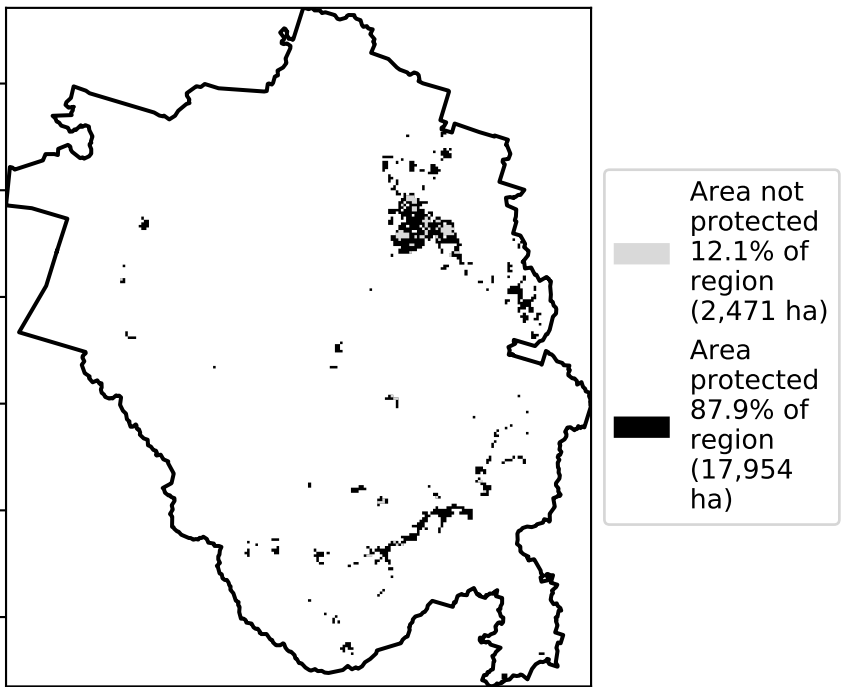 Area not
protected
12.1% of
region
(2,471 ha)
Area
protected
87.9% of
region
(17,954
ha)